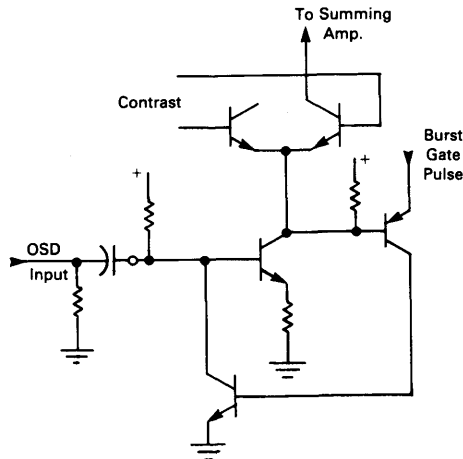 To Summing
Amp.
Contrast
Burst
Gate
Pulse
+
+
OSD
Input